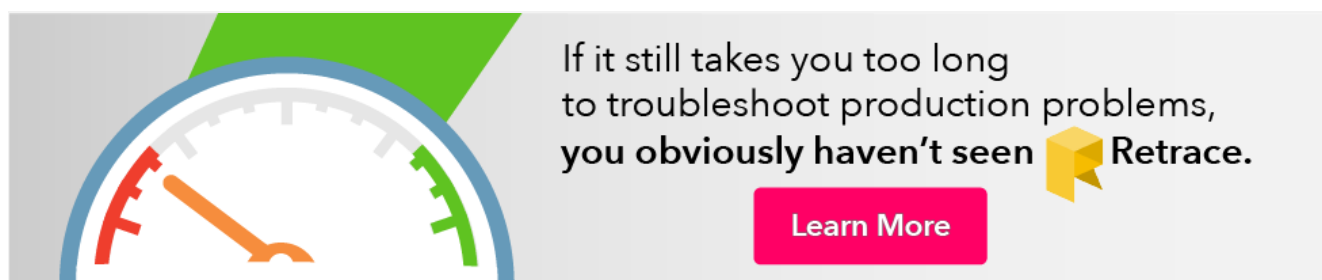 If it still takes you too long
to troubleshoot production problems,
you obviously haven't seen Retrace.
Learn More